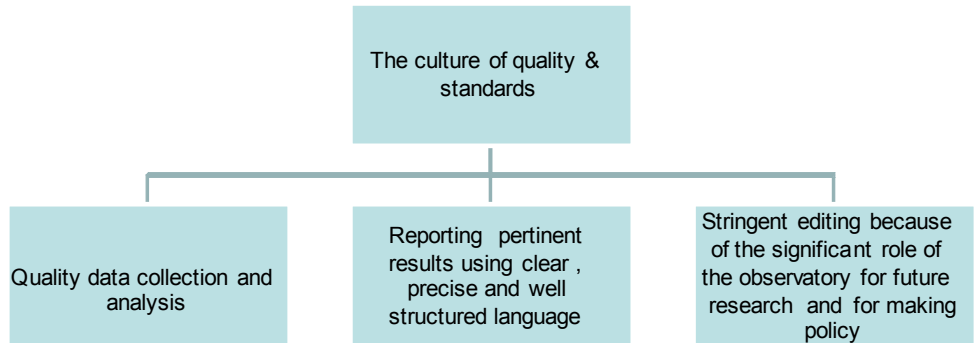 The culture of quality &
standards
Quality data collection and
analysis
Reporting pertinent
results using clear ,
precise and well
structured language
Stringent editing because
of the significant role of
the observatory for future
research and for making
policy